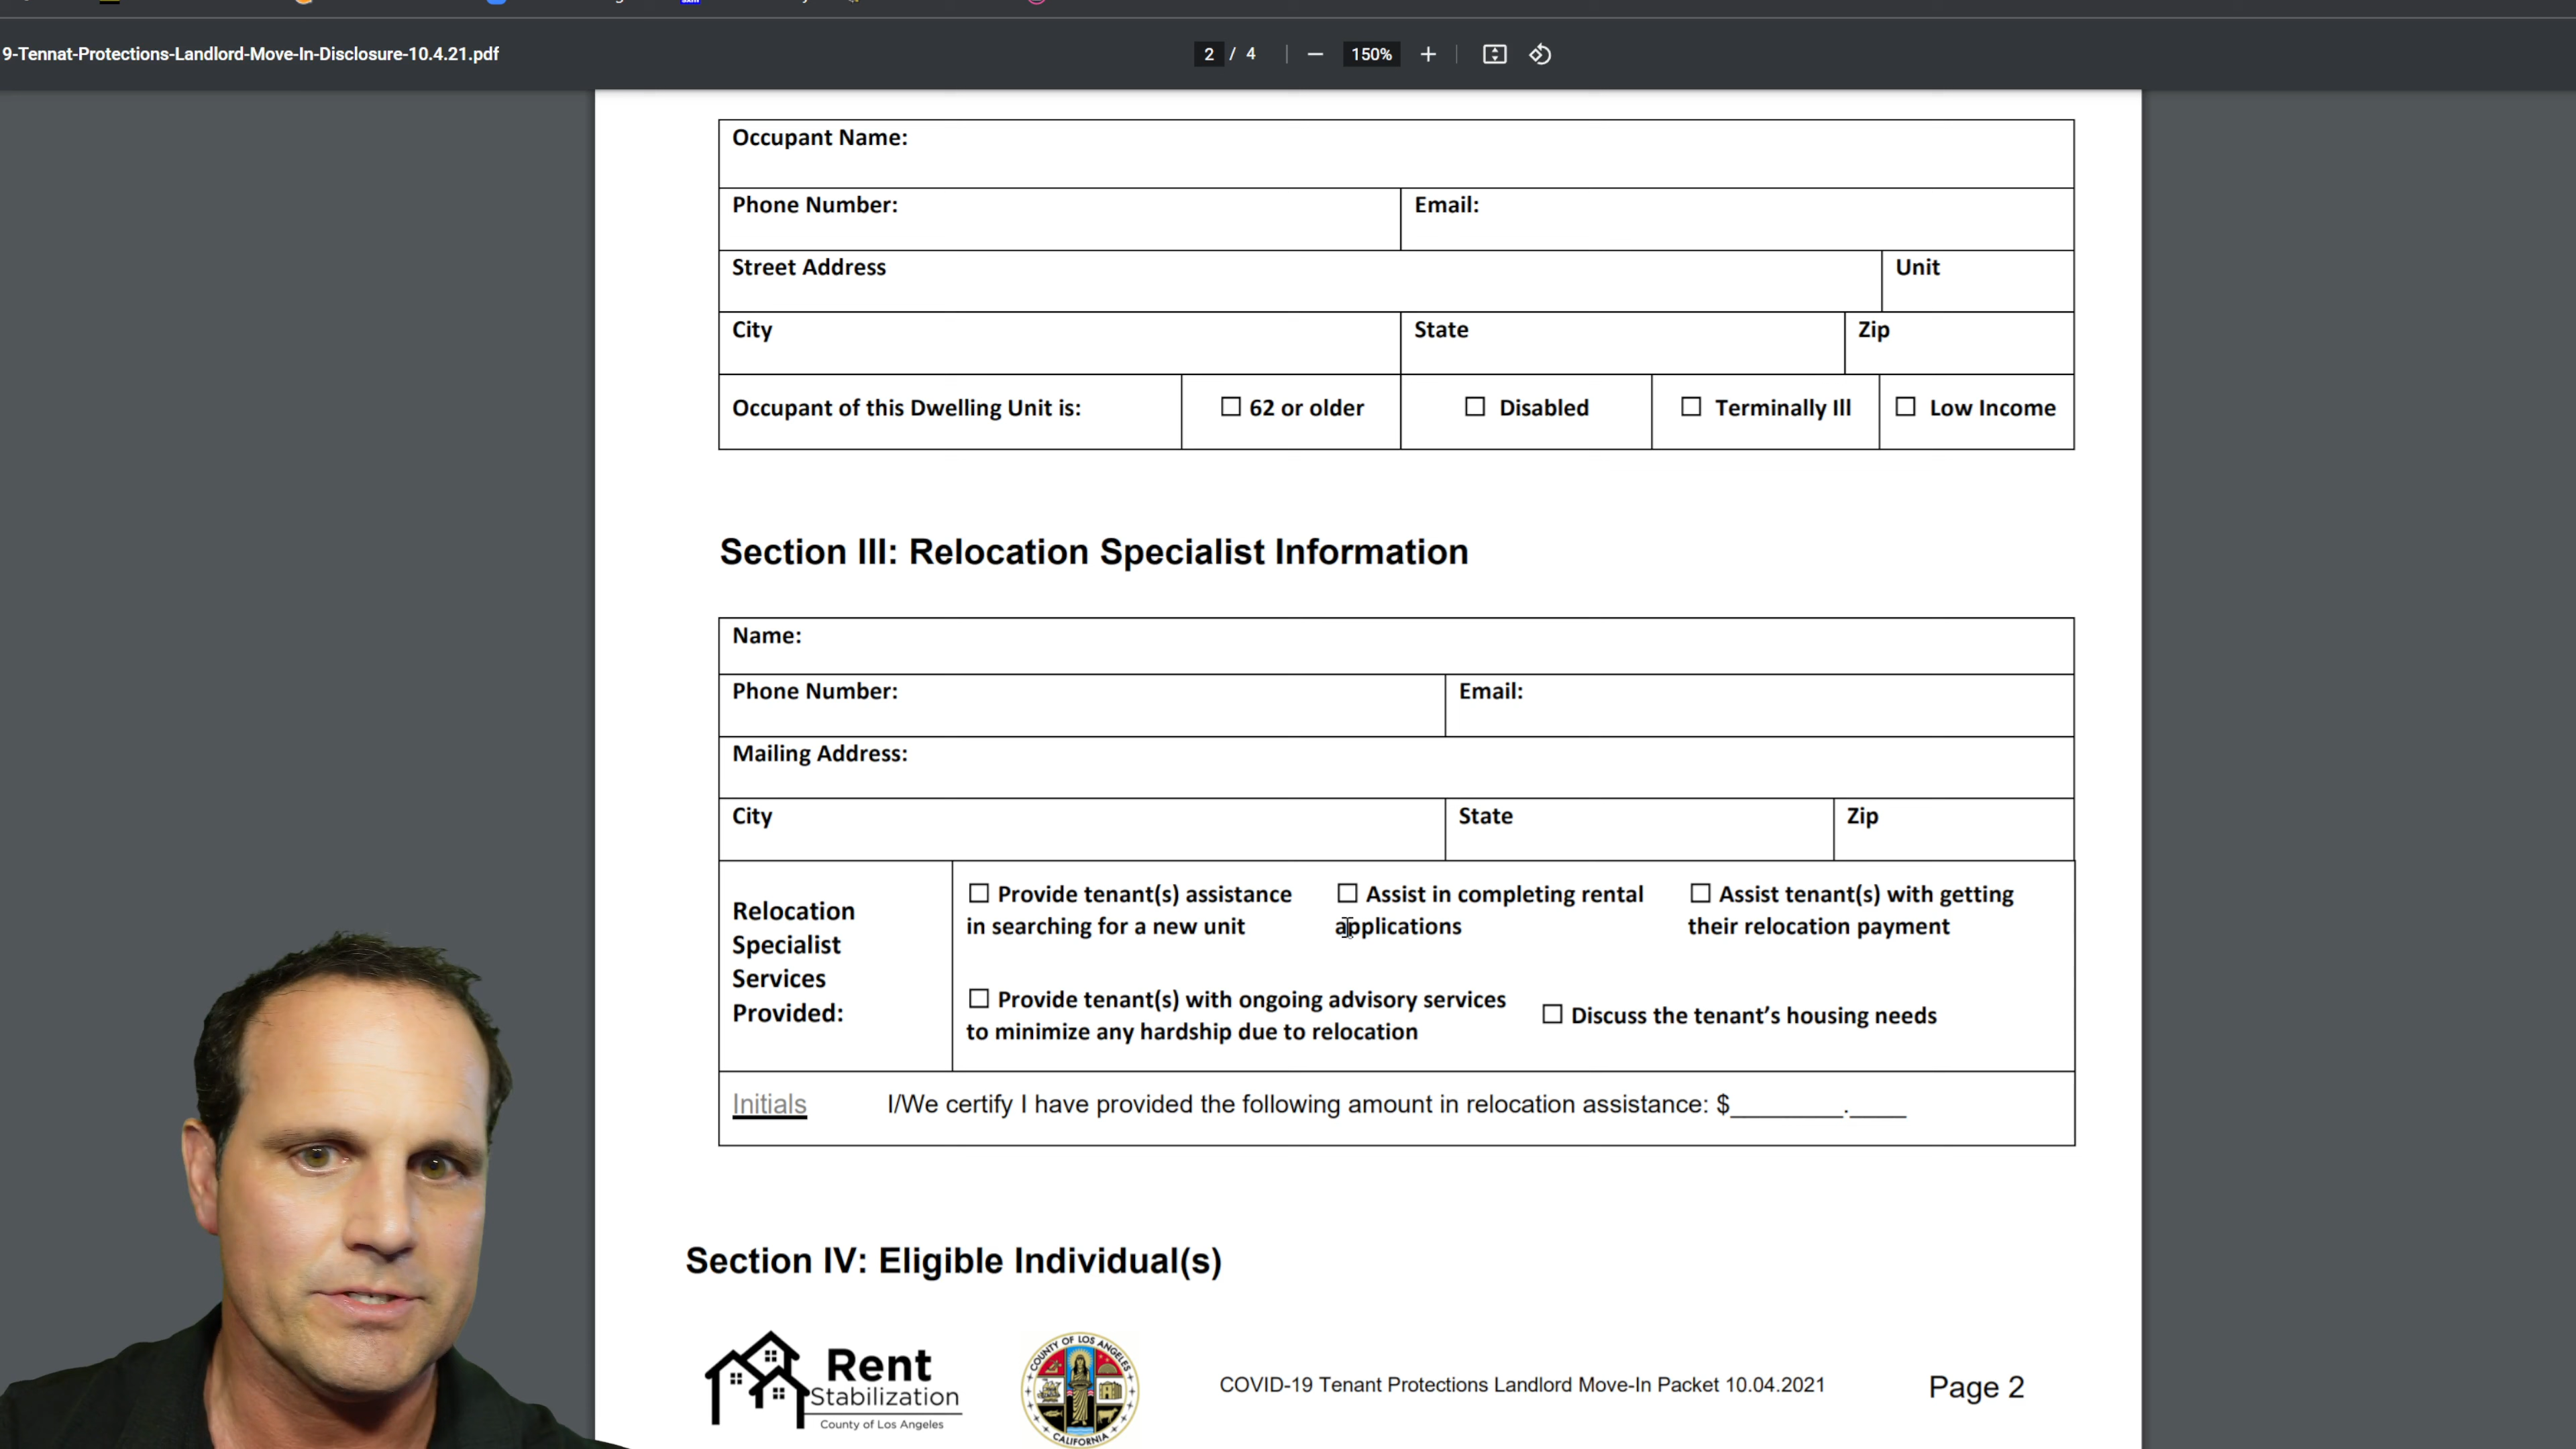 9-Tennat-Protections-Landlord-Move-In-Disclosure-10.4.21.pdf
2 / 4 150%
Occupant Name:
Phone Number: Email:
Street Address Unit
City State Zip
Occupant of this Dwelling Unit is: ☐ 62 or older ☐ Disabled ☐ Terminally Ill ☐ Low Income
Section III: Relocation Specialist Information
Name:
Phone Number: Email:
Mailing Address:
City State Zip
Relocation
Specialist
Services
Provided:
☐ Provide tenant(s) assistance
in searching for a new unit
☐ Assist in completing rental
applications
☐ Assist tenant(s) with getting
their relocation payment
☐ Provide tenant(s) with ongoing advisory services
to minimize any hardship due to relocation
☐ Discuss the tenant’s housing needs
Initials I/We certify I have provided the following amount in relocation assistance: $________.____
Section IV: Eligible Individual(s)
Rent
Stabilization
County of Los Angeles
COUNTY OF LOS ANGELES
CALIFORNIA
COVID-19 Tenant Protections Landlord Move-In Packet 10.04.2021
Page 2